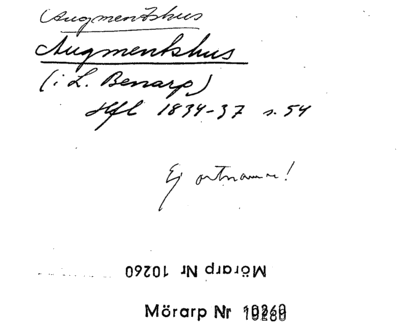 Augmentshus
Augmentshus
(i L. Benarp)
Hfl 1834-37 s. 54
Ej ortnamn!
Mörarp Nr 10260
Mörarp Nr 10260